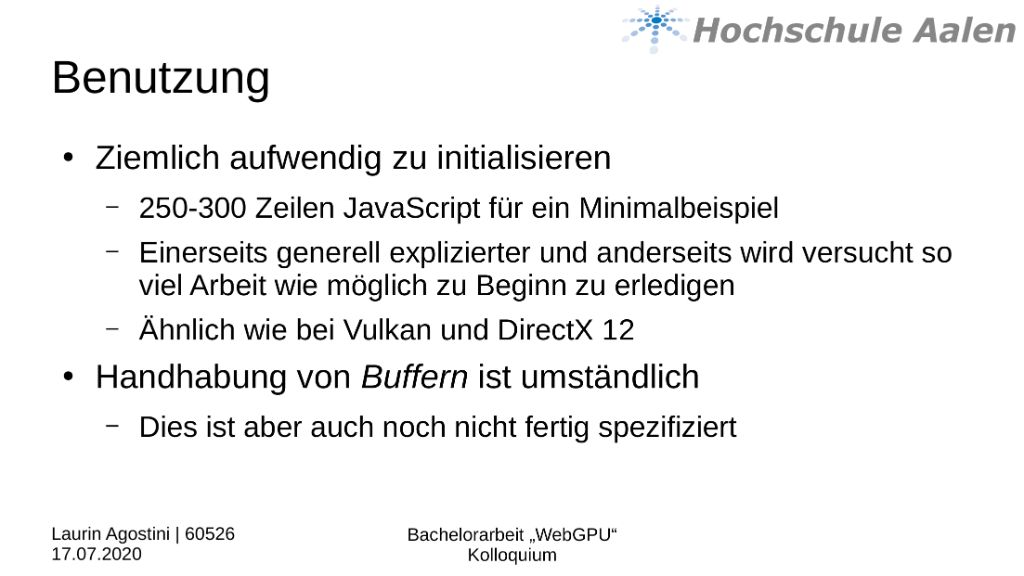 Hochschule Aalen
Benutzung
• Ziemlich aufwendig zu initialisieren
– 250-300 Zeilen JavaScript für ein Minimalbeispiel
– Einerseits generell explizierter und anderseits wird versucht so
viel Arbeit wie möglich zu Beginn zu erledigen
– Ähnlich wie bei Vulkan und DirectX 12
• Handhabung von Buffern ist umständlich
– Dies ist aber auch noch nicht fertig spezifiziert
Laurin Agostini | 60526
17.07.2020
Bachelorarbeit „WebGPU“
Kolloquium